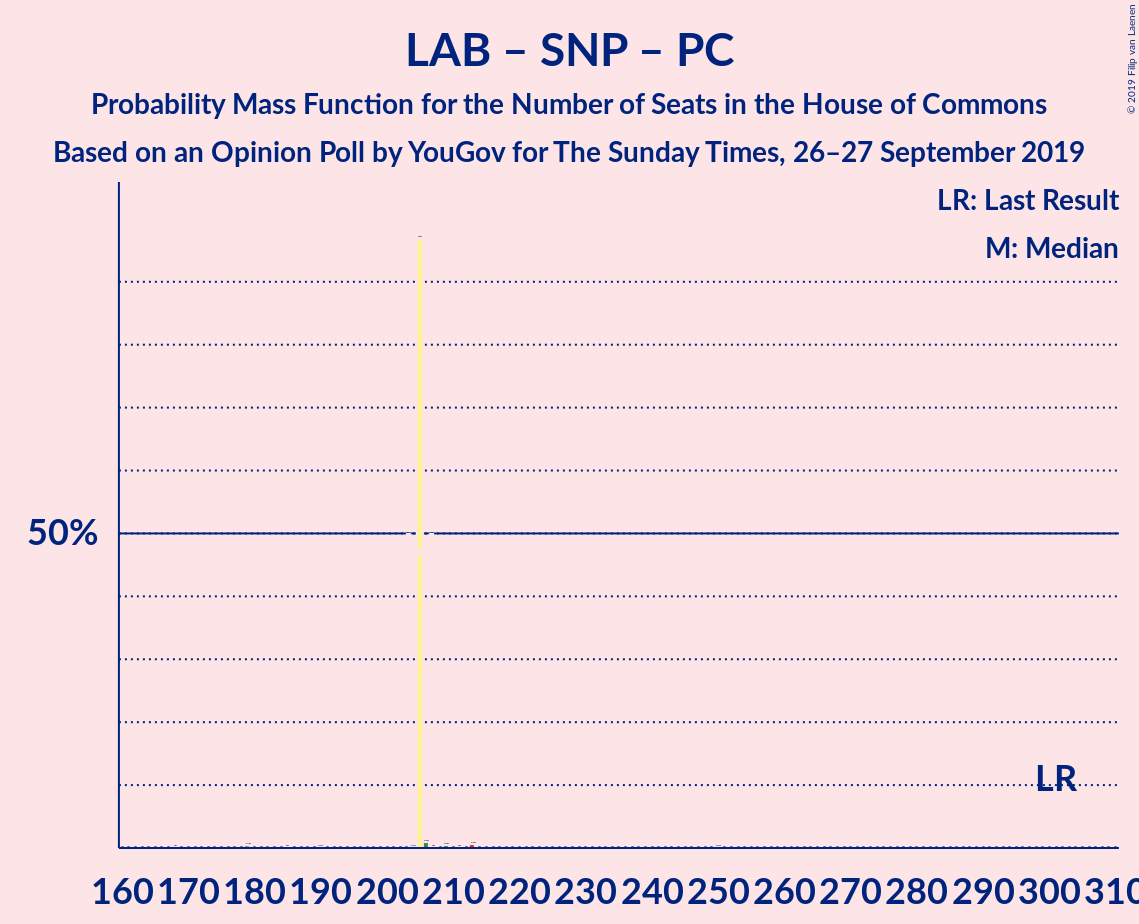 LAB – SNP – PC
Probability Mass Function for the Number of Seats in the House of Commons
Based on an Opinion Poll by YouGov for The Sunday Times, 26–27 September 2019
© 2019 Filip van Laenen
LR: Last Result
M: Median
50%
LR
160 170 180 190 200 210 220 230 240 250 260 270 280 290 300 310